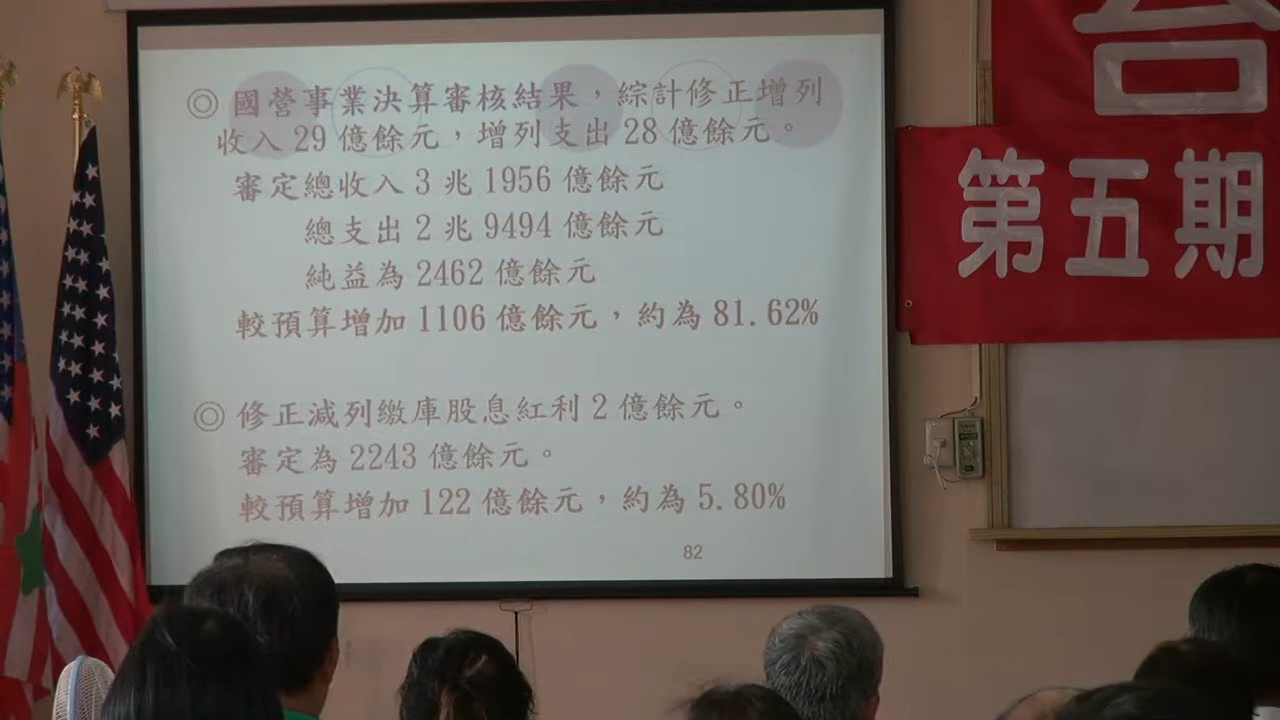 ◎ 國營事業決算審核結果，綜計修正增列
收入 29 億餘元，增列支出 28 億餘元。
審定總收入 3 兆 1956 億餘元
總支出 2 兆 9494 億餘元
純益為 2462 億餘元
較預算增加 1106 億餘元，約為 81.62%
◎ 修正減列繳庫股息紅利 2 億餘元。
審定為 2243 億餘元。
較預算增加 122 億餘元，約為 5.80%
82
第五期